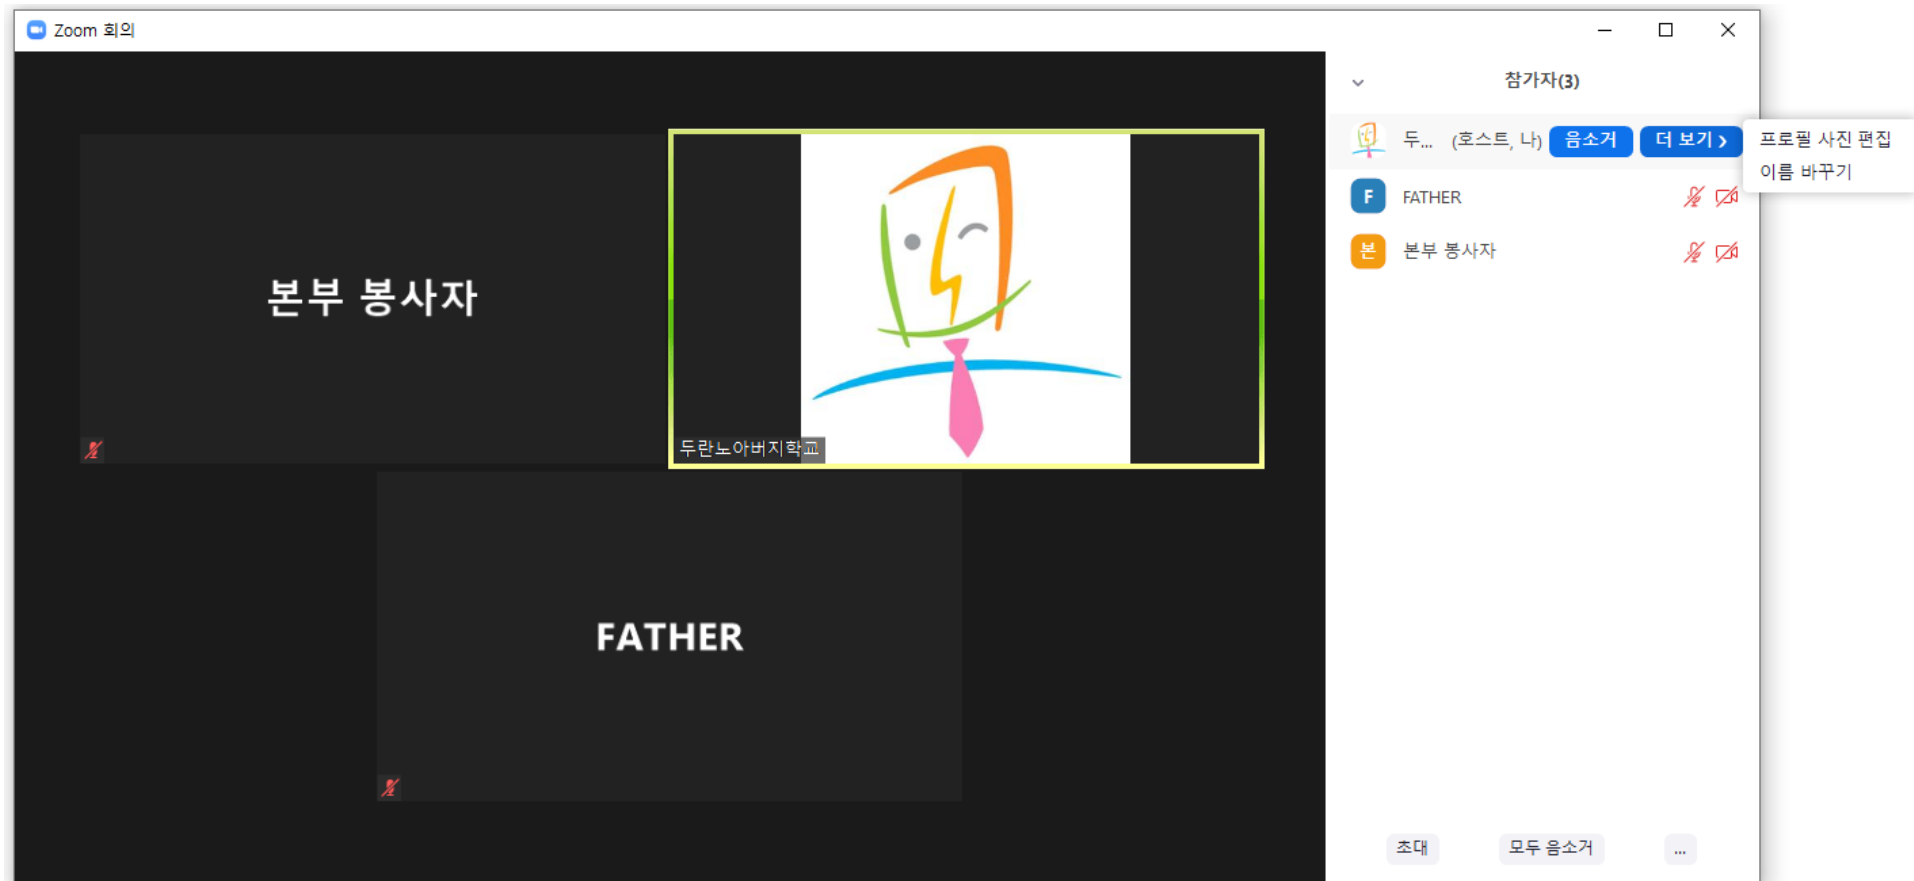 Zoom 회의
본부 봉사자
두란노아버지학교
FATHER
참가자(3)
두... (호스트, 나) 음소거 더 보기 >
프로필 사진 편집
이름 바꾸기
F FATHER
본 본부 봉사자
초대 모두 음소거 ...